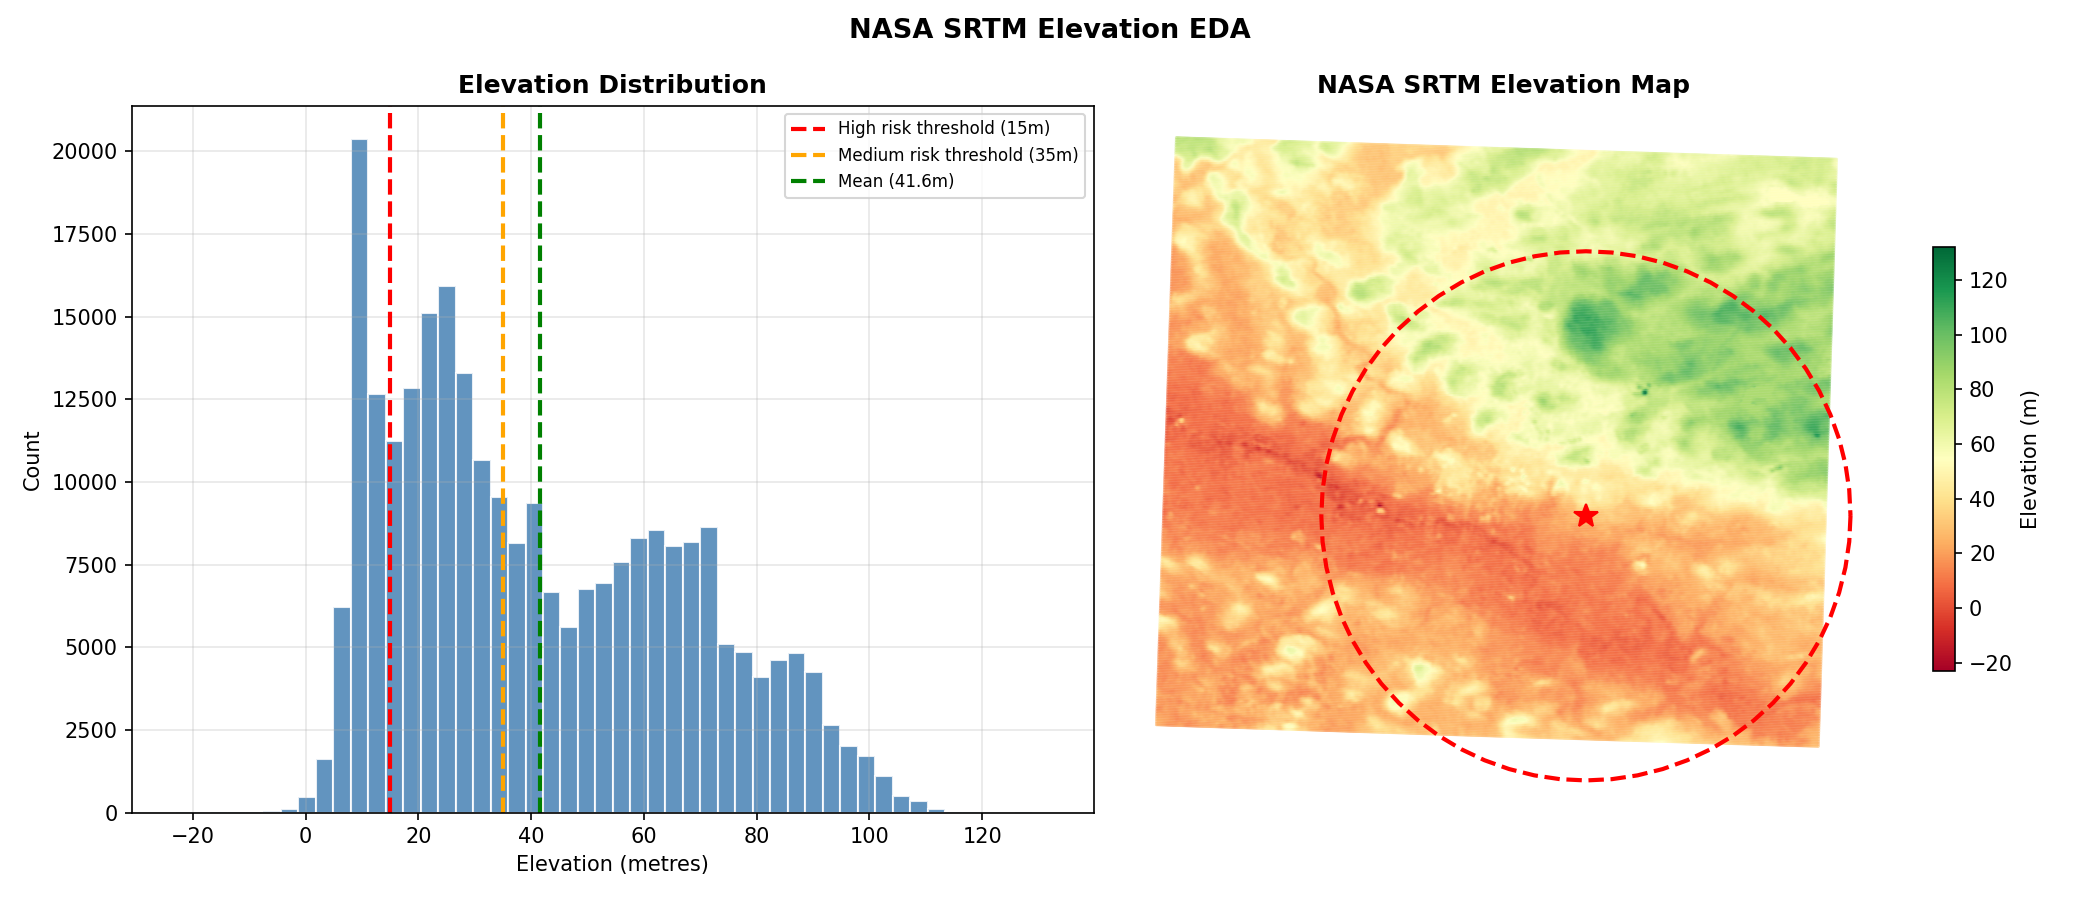 NASA SRTM Elevation EDA
Elevation Distribution
High risk threshold (15m)
Medium risk threshold (35m)
Mean (41.6m)
20000
17500
15000
12500
10000
7500
5000
2500
0
Count
−20
0
20
40
60
80
100
120
Elevation (metres)
NASA SRTM Elevation Map
120
100
80
60
40
20
0
−20
Elevation (m)